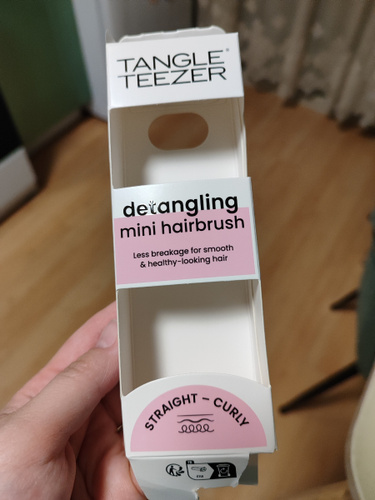 TANGLE
TEEZER®
detangling
mini hairbrush
Less breakage for smooth
& healthy-looking hair
STRAIGHT – CURLY